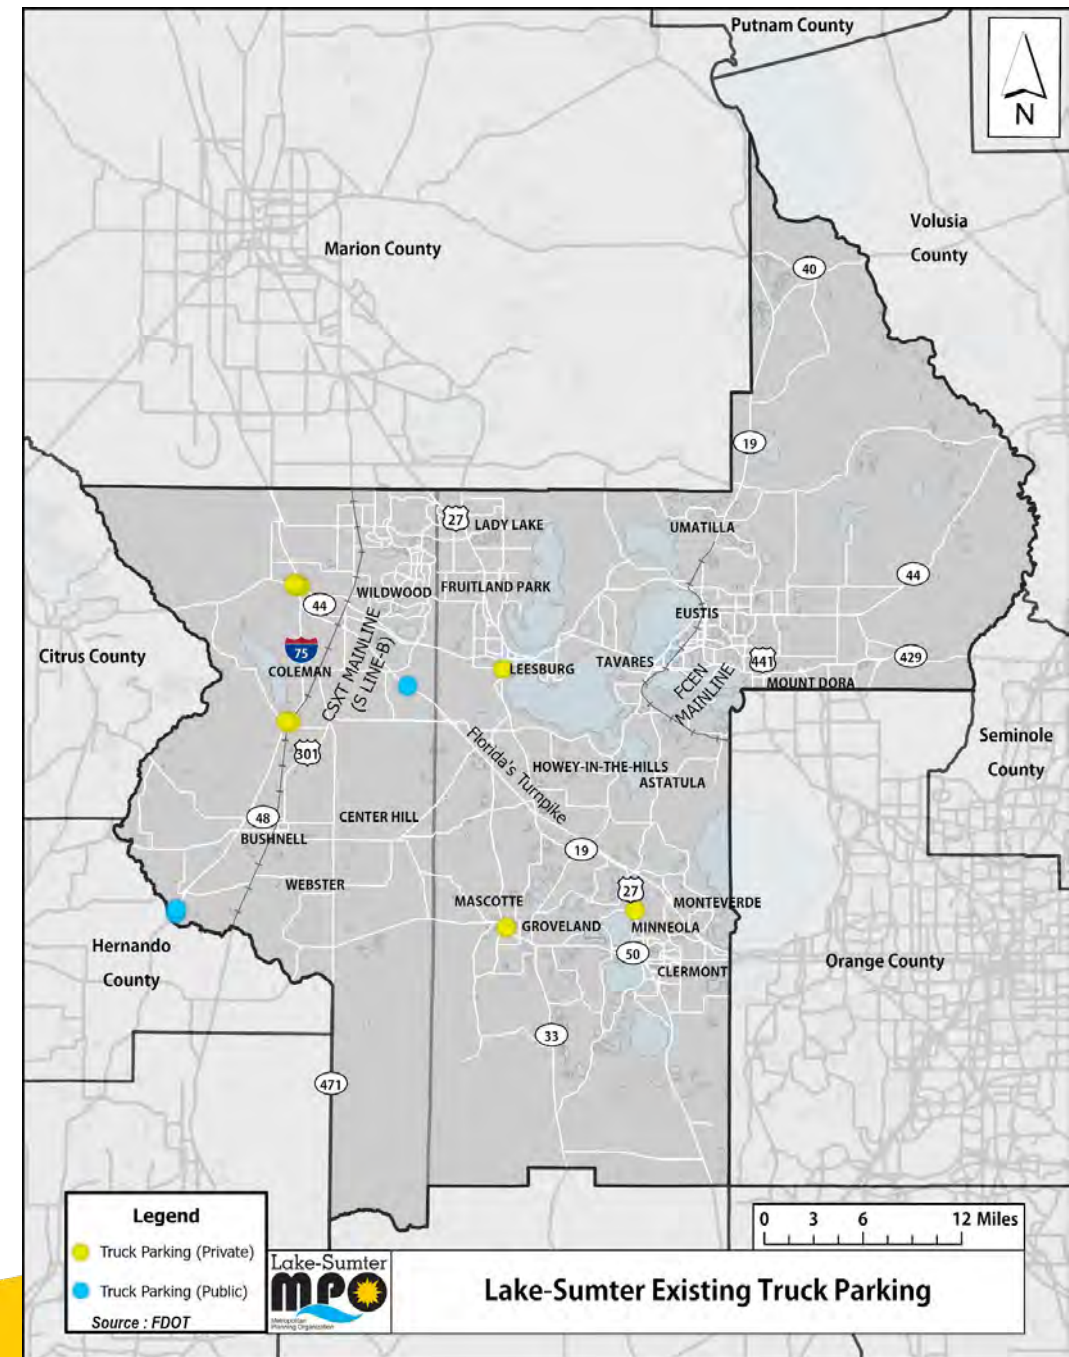 Putnam County
N
Volusia
County
Marion County
40
19
27
LADY LAKE
UMATILLA
44
WILDWOOD
FRUITLAND PARK
44
EUSTIS
75
Citrus County
COLEMAN
CSXT MAINLINE
(S LINE-B)
LEESBURG
TAVARES
FCEN
MAINLINE
441
429
MOUNT DORA
Seminole
County
301
Florida's Turnpike
HOWEY-IN-THE-HILLS
ASTATULA
48
BUSHNELL
CENTER HILL
19
WEBSTER
27
MASCOTTE
MONTEVERDE
GROVELAND
MINNEOLA
Hernando
County
50
CLERMONT
Orange County
33
471
Legend
Truck Parking (Private)
Truck Parking (Public)
Source : FDOT
0 3 6 12 Miles
Lake-Sumter
MPO
Metropolitan
Planning Organization
Lake-Sumter Existing Truck Parking